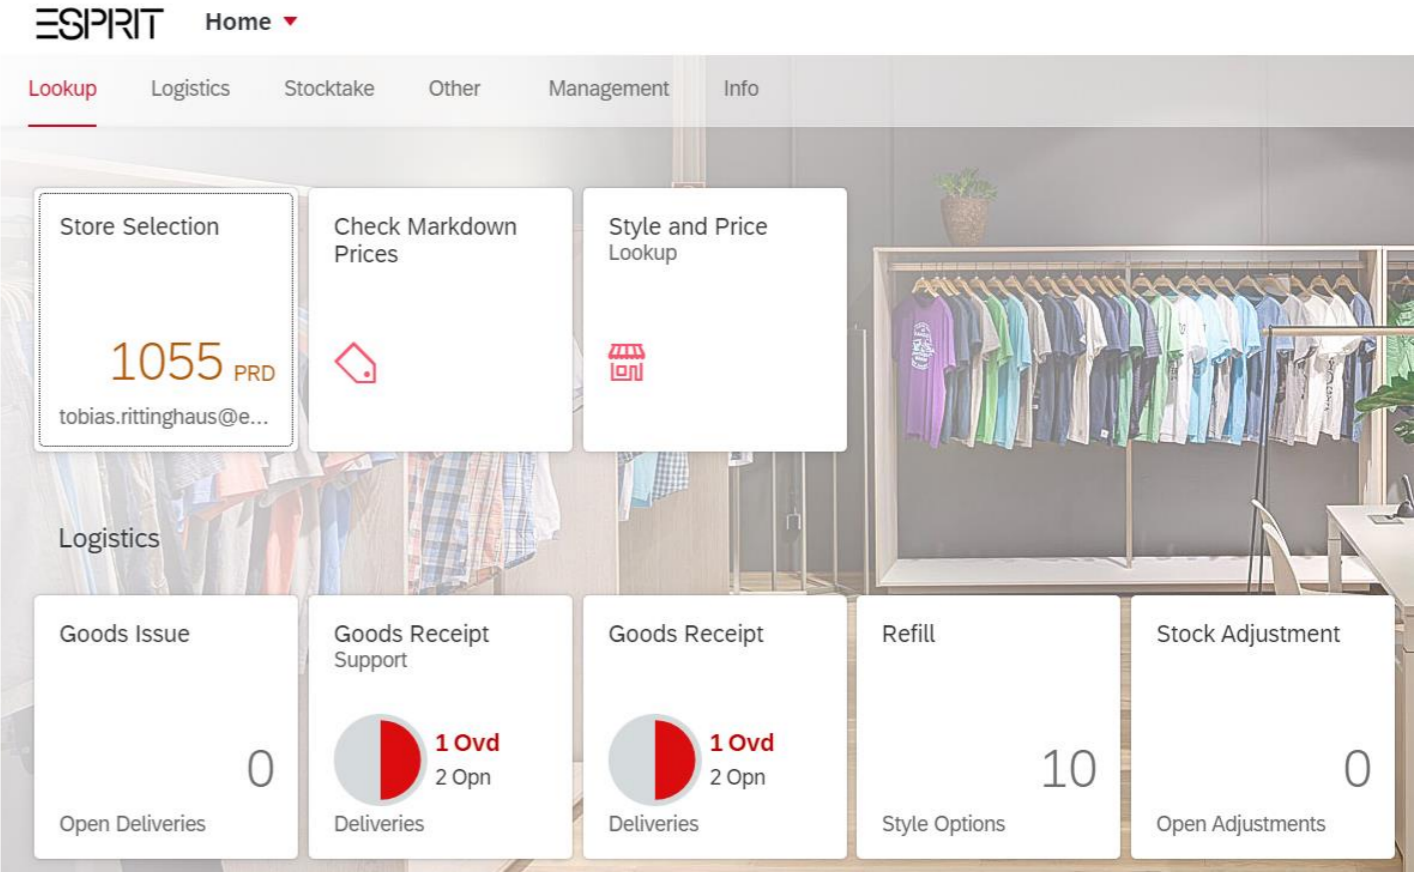 ESPRIT Home
Lookup Logistics Stocktake Other Management Info
Store Selection
1055 PRD
tobias.rittinghaus@e...
Check Markdown
Prices
Style and Price
Lookup
Logistics
Goods Issue
0
Open Deliveries
Goods Receipt
Support
1 Ovd
2 Opn
Deliveries
Goods Receipt
1 Ovd
2 Opn
Deliveries
Refill
10
Style Options
Stock Adjustment
0
Open Adjustments